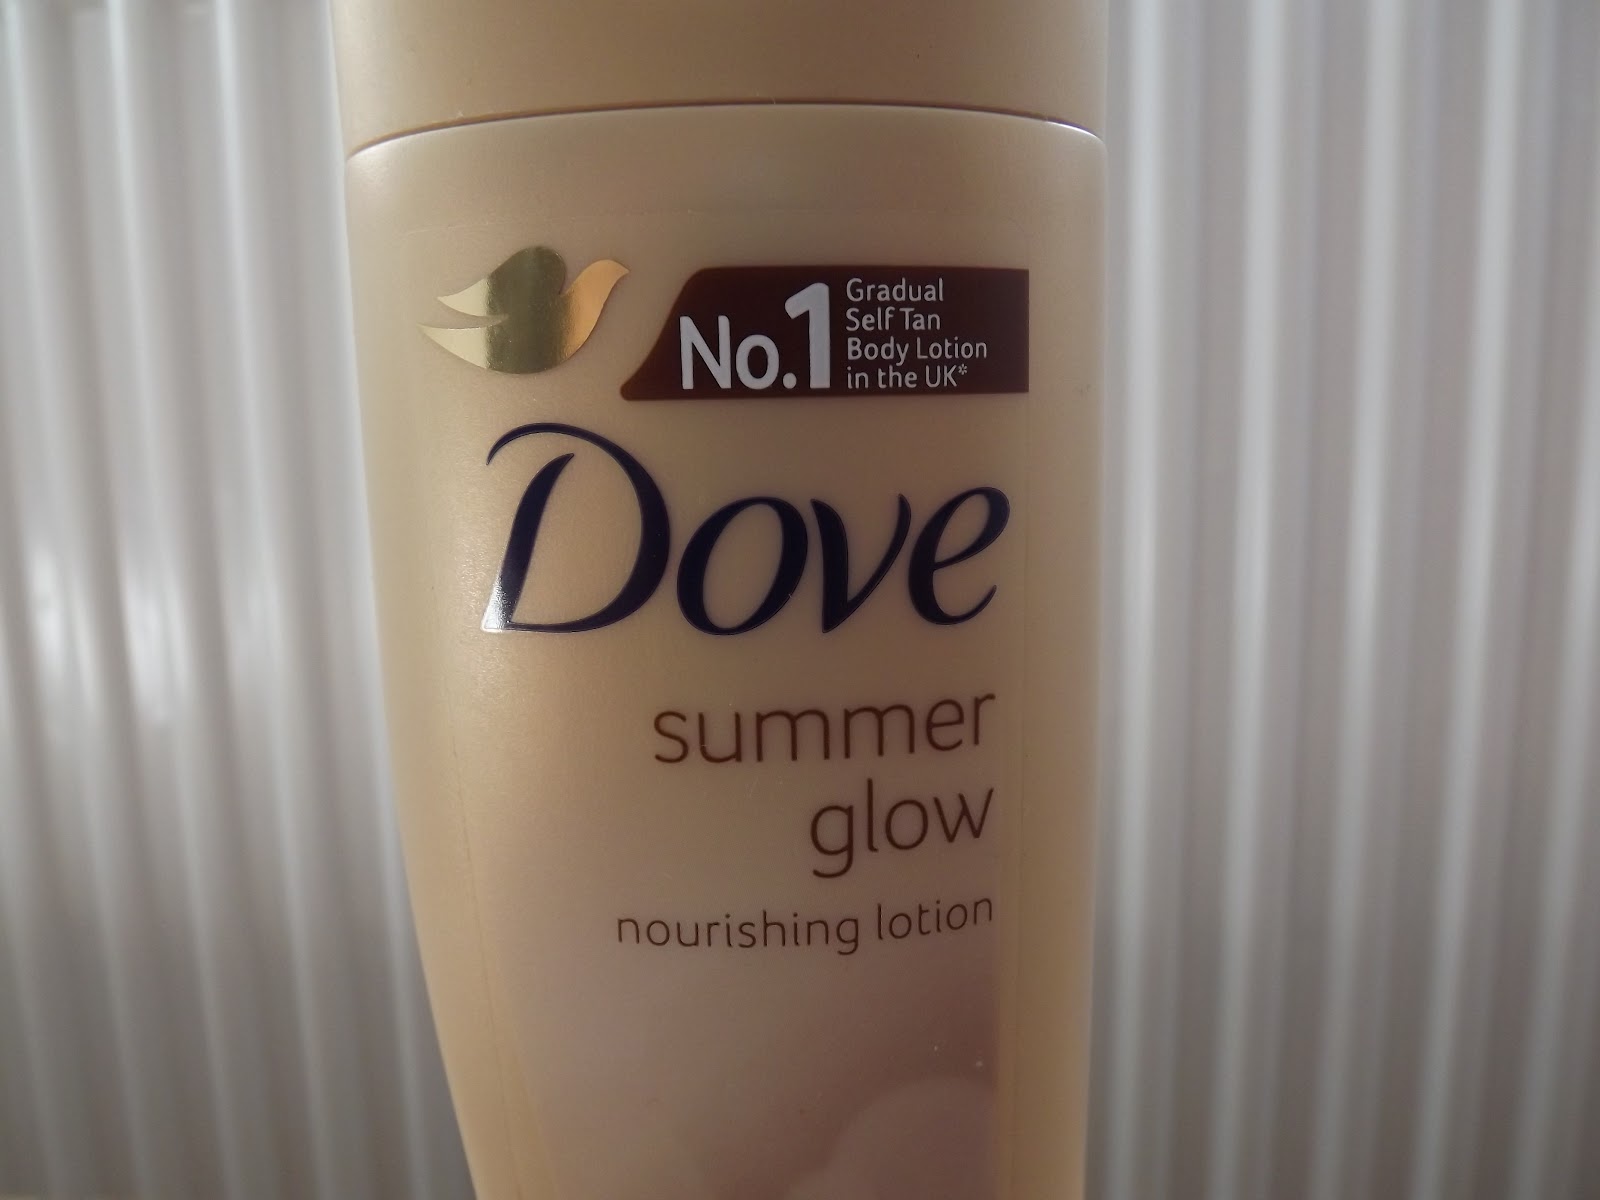 No.1
Gradual
Self Tan
Body Lotion
in the UK*
Dove
summer
glow
nourishing lotion